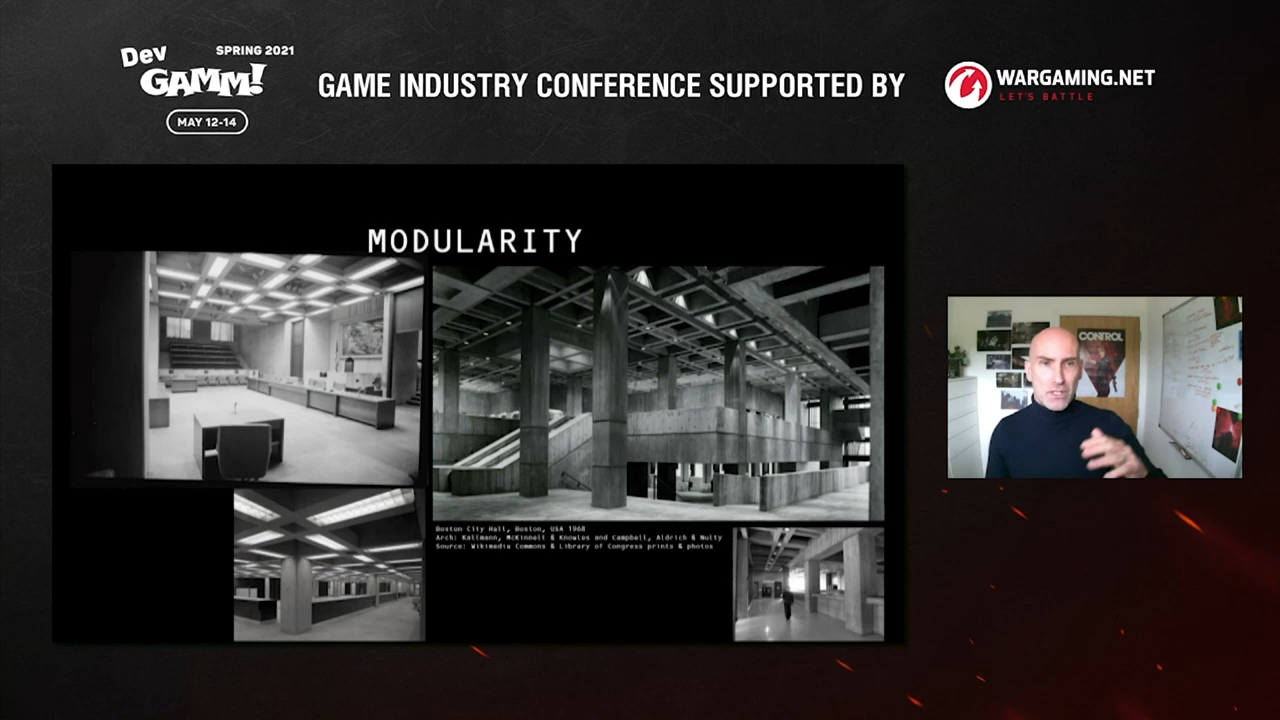 Dev
GAMM!
SPRING 2021
MAY 12-14
GAME INDUSTRY CONFERENCE SUPPORTED BY
WARGAMING.NET
LET'S BATTLE
MODULARITY
Boston City Hall, Boston, USA 1968
Arch: Kallmann, McKinnell & Knowles and Campbell, Aldrich & Nulty
Source: Wikimedia Commons & Library of Congress prints & photos
CONTROL